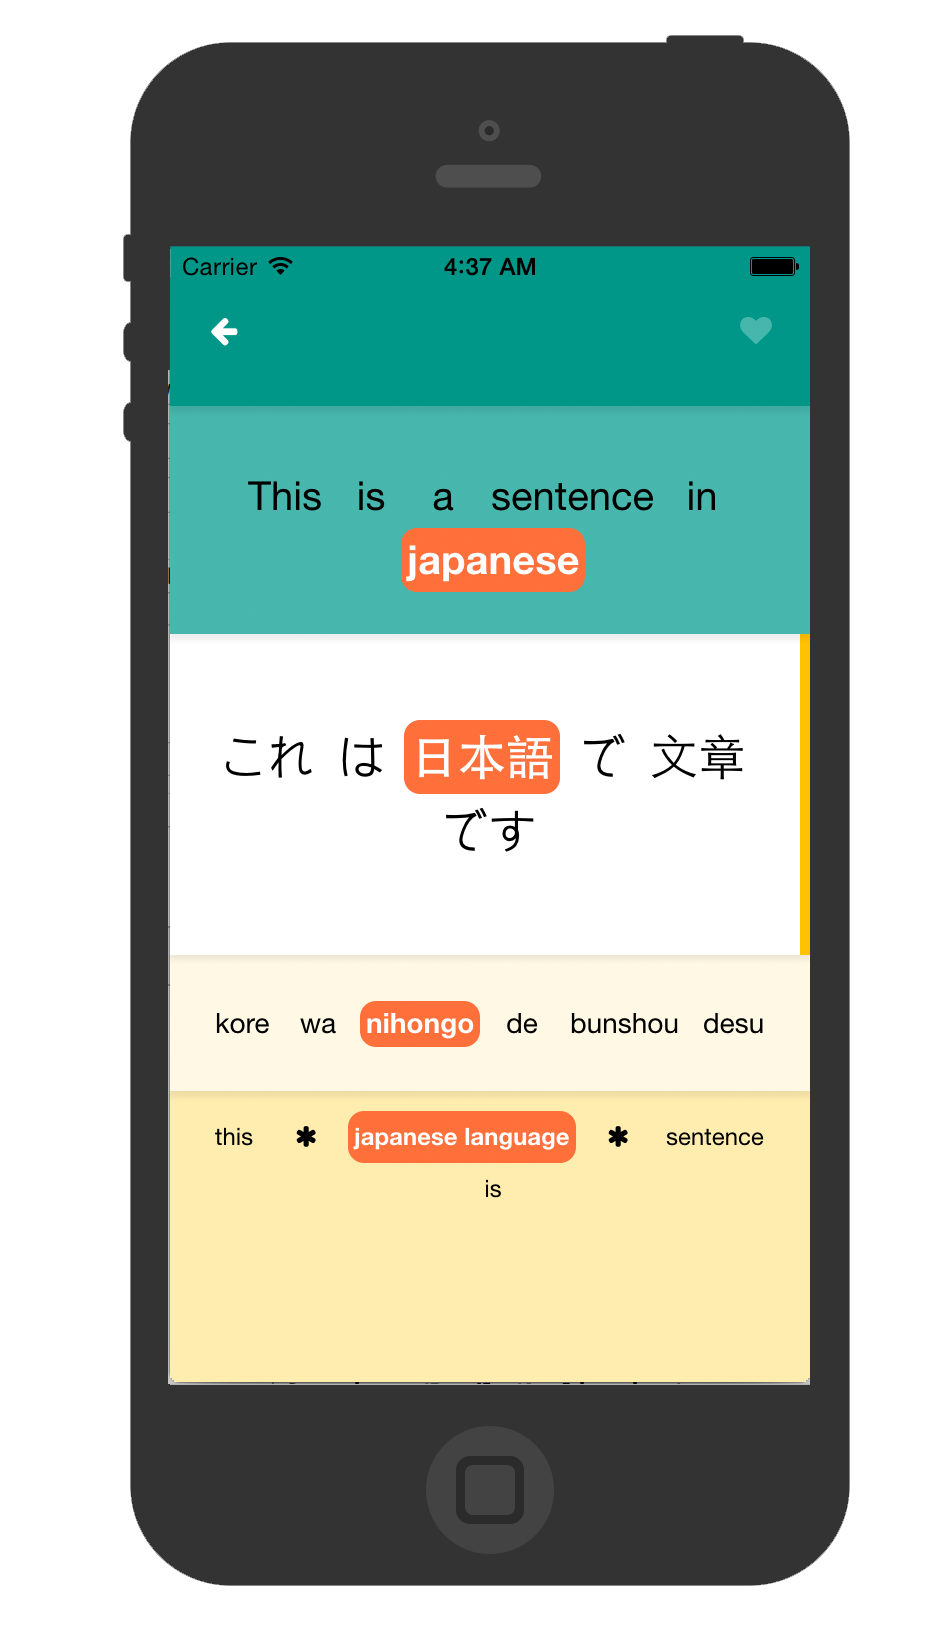 Carrier 4:37 AM
This is a sentence in
japanese
これ は 日本語 で 文章
です
kore wa nihongo de bunshou desu
this ✱ japanese language ✱ sentence
is